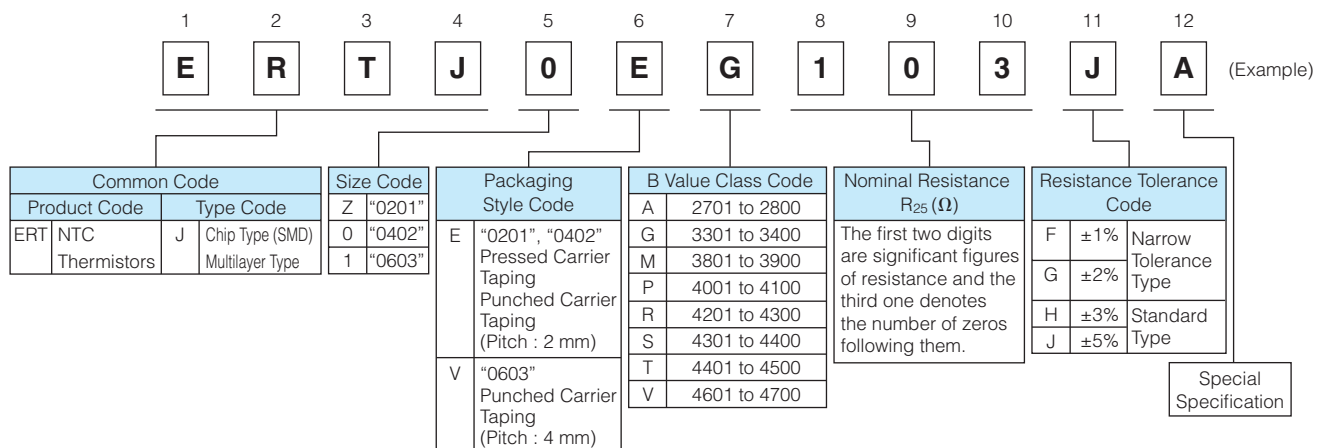 1 2 3 4 5 6 7 8 9 10 11 12
E R T J 0 E G 1 0 3 J A (Example)
Common Code
Product Code Type Code
ERT NTC Thermistors
J Chip Type (SMD)
Multilayer Type
Size Code
Z "0201"
0 "0402"
1 "0603"
Packaging
Style Code
E "0201", "0402"
Pressed Carrier
Taping
Punched Carrier
Taping
(Pitch : 2 mm)
V "0603"
Punched Carrier
Taping
(Pitch : 4 mm)
B Value Class Code
A 2701 to 2800
G 3301 to 3400
M 3801 to 3900
P 4001 to 4100
R 4201 to 4300
S 4301 to 4400
T 4401 to 4500
V 4601 to 4700
Nominal Resistance
R25 (Ω)
The first two digits
are significant figures
of resistance and the
third one denotes
the number of zeros
following them.
Resistance Tolerance
Code
F ±1%
G ±2%
Narrow
Tolerance
Type
H ±3%
J ±5%
Standard
Type
Special
Specification